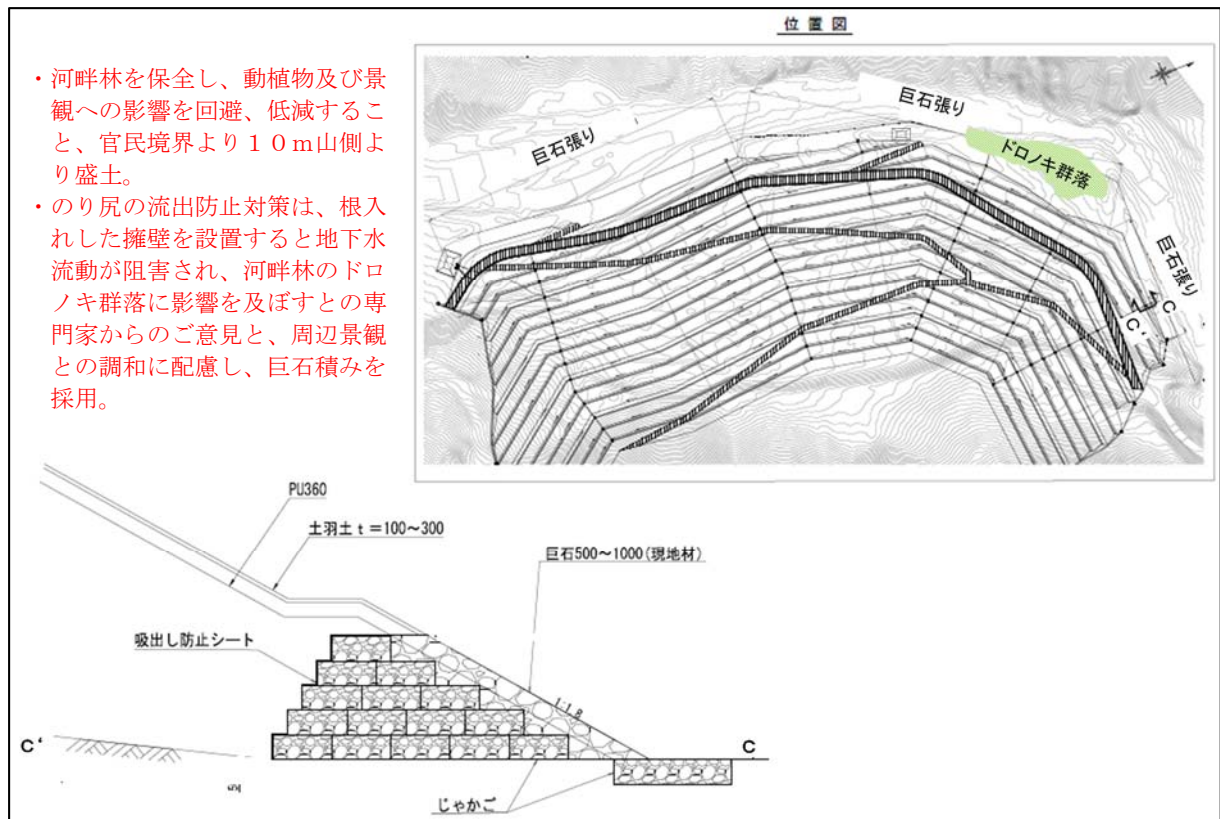 位置図
・河畔林を保全し、動植物及び景
観への影響を回避、低減するこ
と、官民境界より１０ｍ山側よ
り盛土。
・のり尻の流出防止対策は、根入
れした擁壁を設置すると地下水
流動が阻害され、河畔林のドロ
ノキ群落に影響を及ぼすとの専
門家からのご意見と、周辺景観
との調和に配慮し、巨石積みを
採用。
巨石張り
巨石張り
ドロノキ群落
巨石張り
C
C'
PU360
土羽土ｔ＝100～300
巨石500～1000(現地材)
吸出し防止シート
1:1.8
C'
C
じゃかご